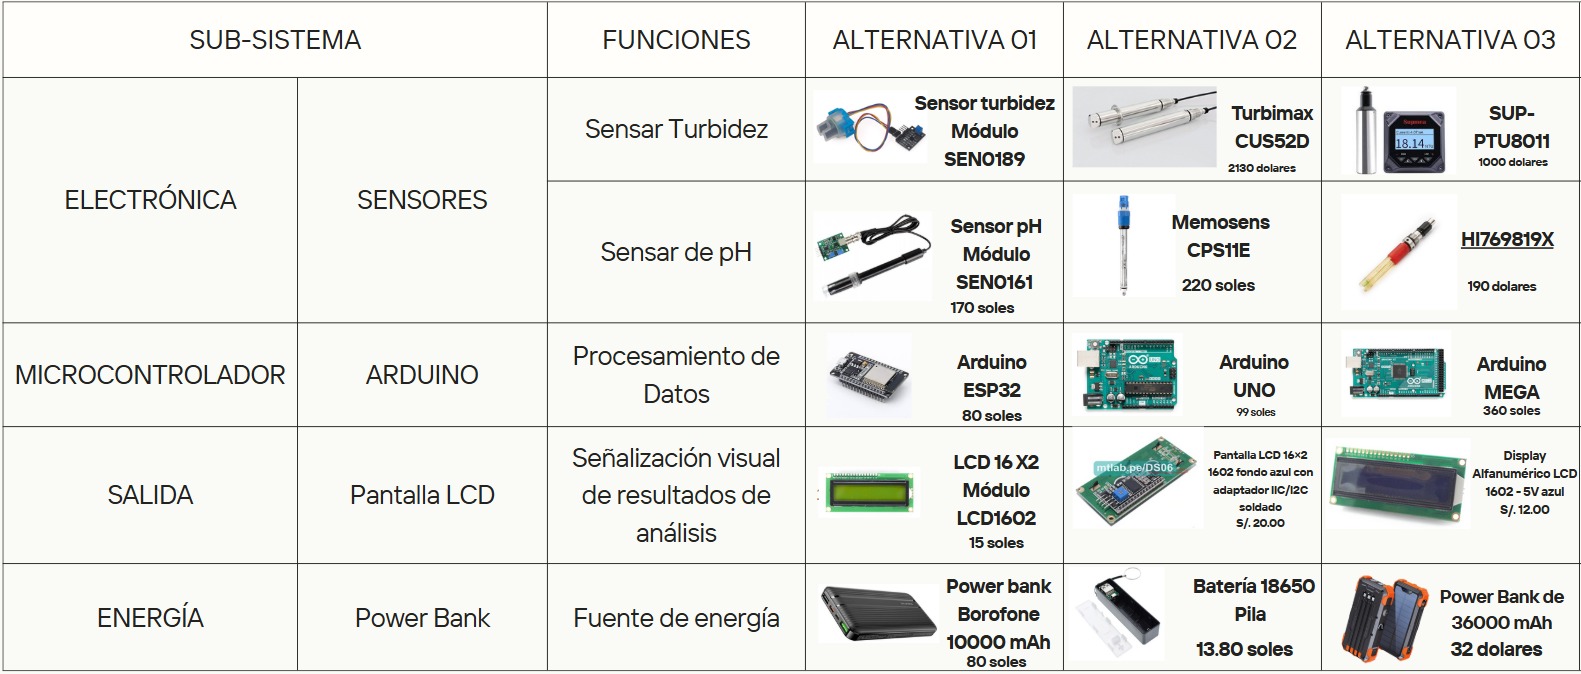 SUB-SISTEMA
FUNCIONES
ALTERNATIVA 01
ALTERNATIVA 02
ALTERNATIVA 03
ELECTRÓNICA
SENSORES
Sensar Turbidez
Sensor turbidez
Módulo
SEN0189
Turbimax
CUS52D
2130 dolares
18.14
SUP-
PTU8011
1000 dolares
Sensar de pH
Sensor pH
Módulo
SEN0161
170 soles
Memosens
CPS11E
220 soles
HI769819X
190 dolares
MICROCONTROLADOR
ARDUINO
Procesamiento de
Datos
Arduino
ESP32
80 soles
Arduino
UNO
99 soles
Arduino
MEGA
360 soles
SALIDA
Pantalla LCD
Señalización visual
de resultados de
análisis
LCD 16 X2
Módulo
LCD1602
15 soles
mtlab.pe/DS06
Pantalla LCD 16×2
1602 fondo azul con
adaptador IIC/I2C
soldado
S/. 20.00
Display
Alfanumérico LCD
1602 - 5V azul
S/. 12.00
ENERGÍA
Power Bank
Fuente de energía
Power bank
Borofone
10000 mAh
80 soles
Batería 18650
Pila
13.80 soles
Power Bank de
36000 mAh
32 dolares